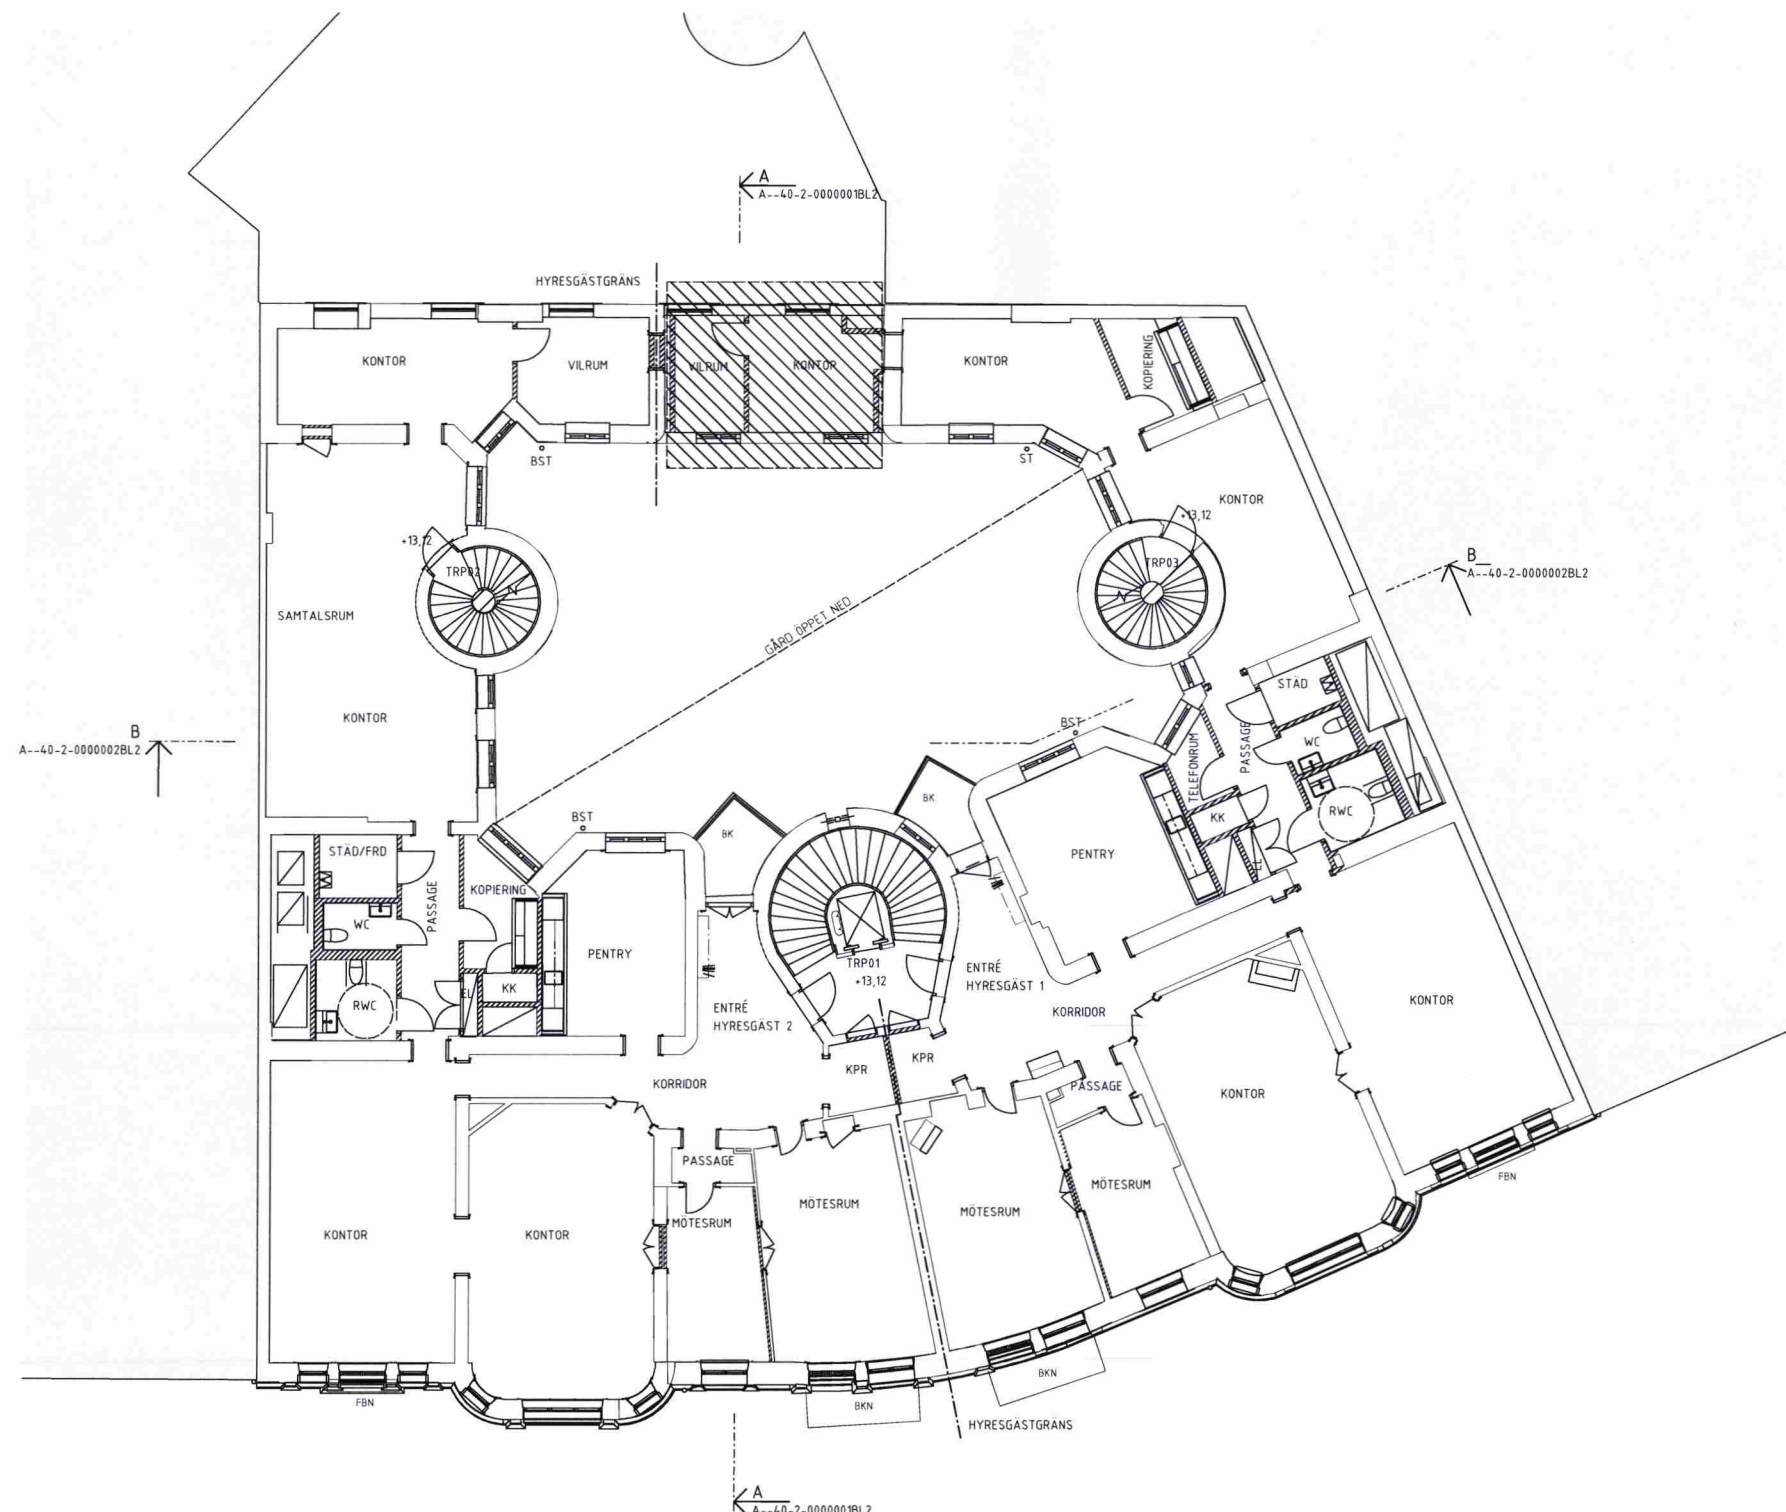 A
A--40-2-0000001BL2
HYRESGÄSTGRÄNS
KONTOR
VILRUM
VILRUM
KONTOR
KONTOR
KOPIERING
BST
ST
KONTOR
+13,12
TRP02
+13,12
TRP03
B
A--40-2-0000002BL2
SAMTALSRUM
GÅRD ÖPPET NED
STÄD
KONTOR
BST
B
A--40-2-0000002BL2
TELEFONRUM
PASSAGE
WC
BK
RWC
KK
BST
BK
PENTRY
EL
STÄD/FRD
KOPIERING
PASSAGE
WC
PENTRY
TRP01
+13,12
ENTRÉ
HYRESGÄST 1
KONTOR
EL
KK
RWC
ENTRÉ
HYRESGÄST 2
KORRIDOR
KPR
KPR
KORRIDOR
PASSAGE
KONTOR
PASSAGE
MÖTESRUM
MÖTESRUM
MÖTESRUM
MÖTESRUM
FBN
KONTOR
KONTOR
BKN
FBN
BKN
HYRESGÄSTGRÄNS
A
A--40-2-0000001BL2